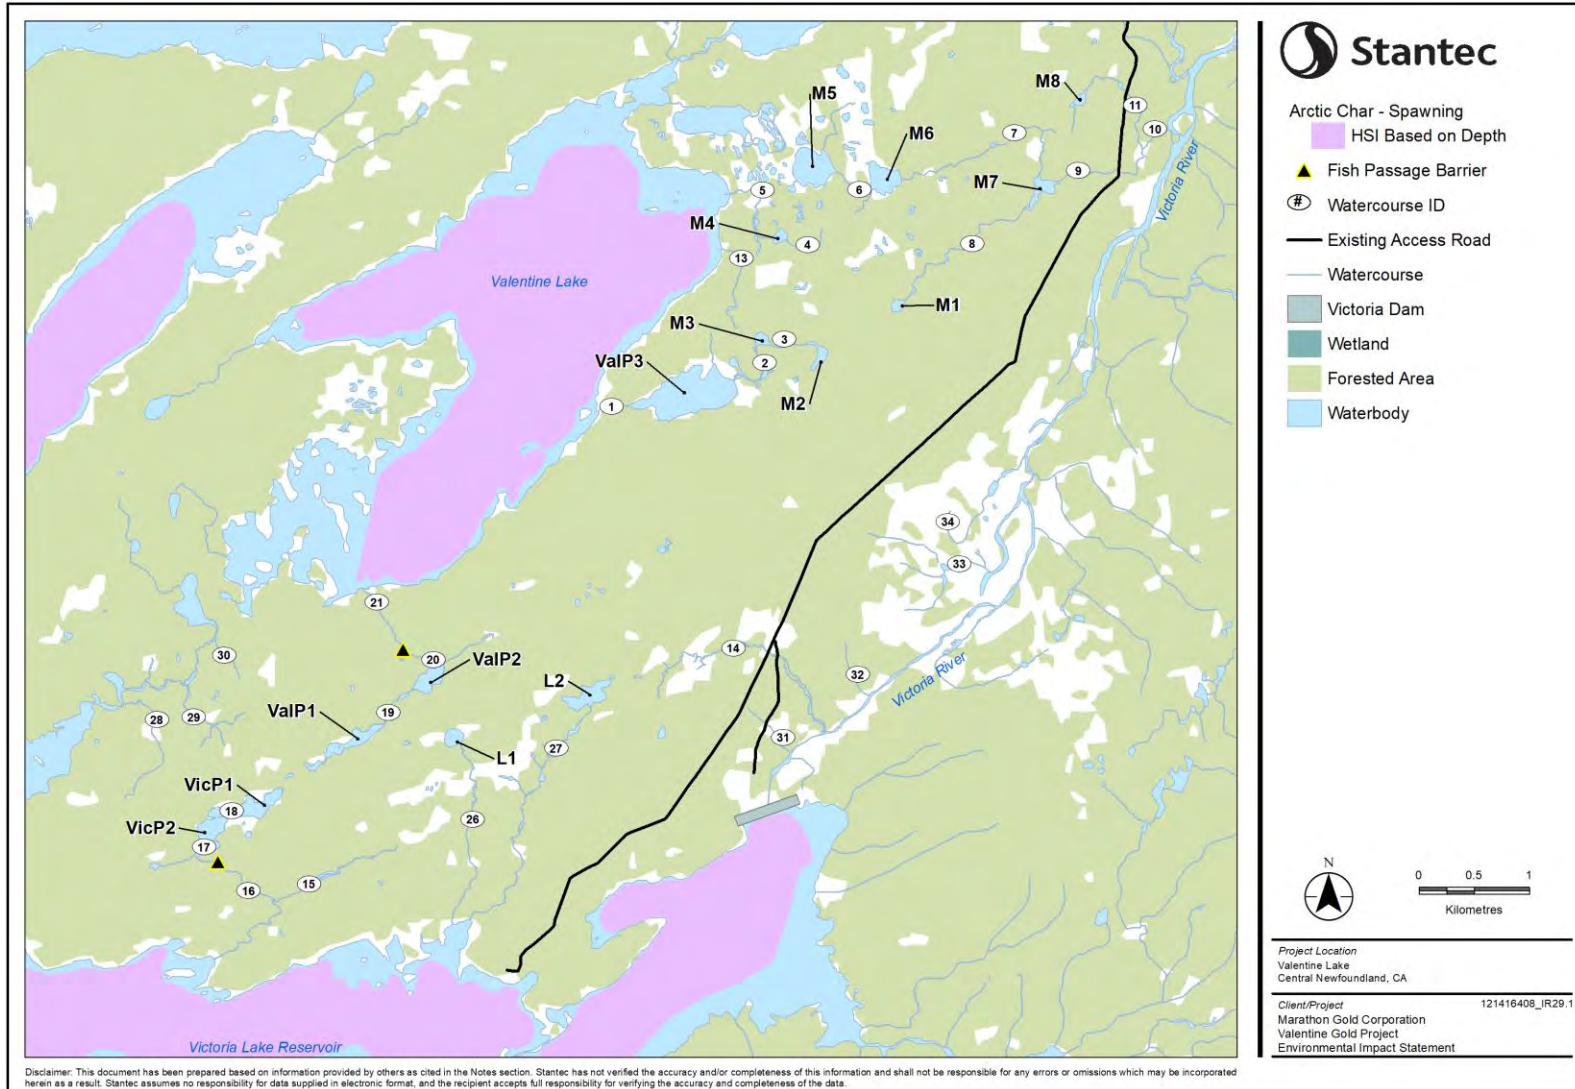 Stantec
Arctic Char - Spawning
HSI Based on Depth
Fish Passage Barrier
# Watercourse ID
Existing Access Road
Watercourse
Victoria Dam
Wetland
Forested Area
Waterbody
M8
11
10
M5
7
M6
9
M7
5
6
Victoria River
M4
4
8
13
Valentine Lake
M1
M3
3
2
ValP3
M2
1
34
33
21
14
30
20
ValP2
32
L2
Victoria River
ValP1
19
28
29
31
27
L1
VicP1
18
26
VicP2
17
15
16
Victoria Lake Reservoir
N
0 0.5 1
Kilometres
Project Location
Valentine Lake
Central Newfoundland, CA
Client/Project 121416408_IR29.1
Marathon Gold Corporation
Valentine Gold Project
Environmental Impact Statement
Disclaimer: This document has been prepared based on information provided by others as cited in the Notes section. Stantec has not verified the accuracy and/or completeness of this information and shall not be responsible for any errors or omissions which may be incorporated
herein as a result. Stantec assumes no responsibility for data supplied in electronic format, and the recipient accepts full responsibility for verifying the accuracy and completeness of the data.